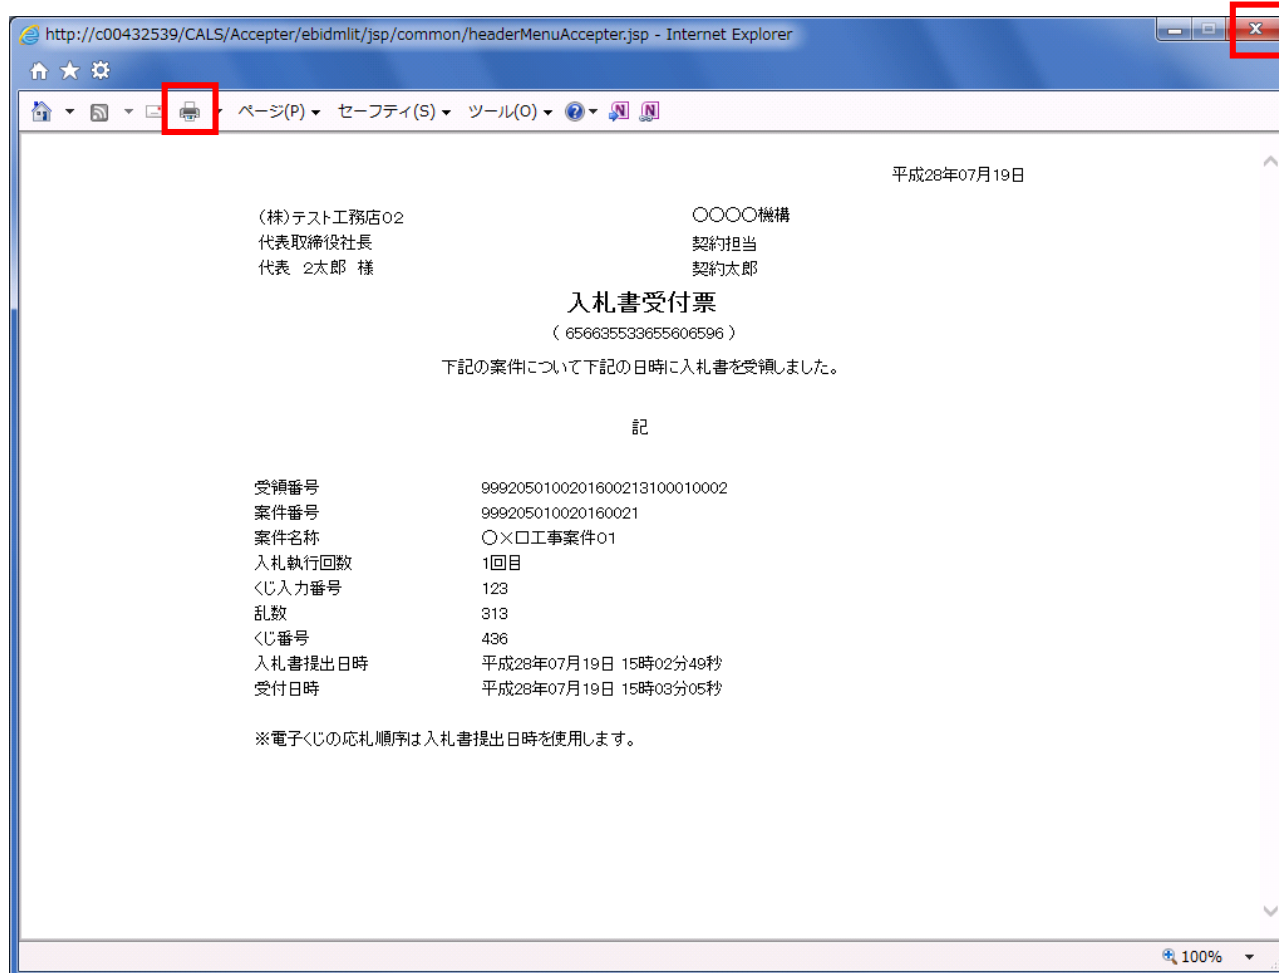 http://c00432539/CALS/Accepter/ebidmlit/jsp/common/headerMenuAccepter.jsp - Internet Explorer
ページ(P) セーフティ(S) ツール(O)
平成28年07月19日
(株)テスト工務店02
代表取締役社長
代表 2太郎 様
〇〇〇〇機構
契約担当
契約太郎
入札書受付票
( 656635533655606596 )
下記の案件について下記の日時に入札書を受領しました。
記
受領番号 99920501002016002131​00010002
案件番号 999205010020160021
案件名称 〇×口工事案件01
入札執行回数 1回目
くじ入力番号 123
乱数 313
くじ番号 436
入札書提出日時 平成28年07月19日 15時02分49秒
受付日時 平成28年07月19日 15時03分05秒
※電子くじの応札順序は入札書提出日時を使用します。
100%